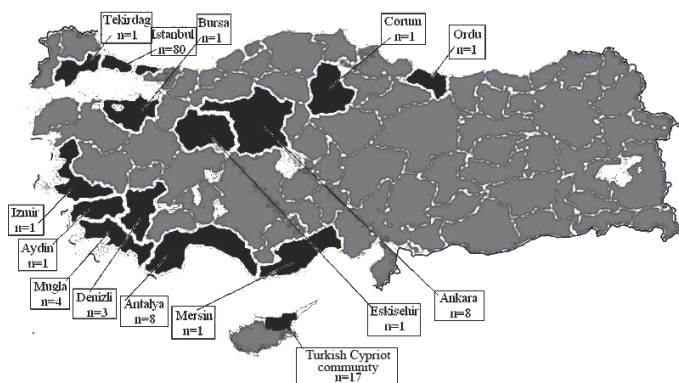 Tekirdag
n=1
Istanbul
n=80
Bursa
n=1
Corum
n=1
Ordu
n=1
Izmir
n=1
Aydin
n=1
Mugla
n=4
Denizli
n=3
Antalya
n=8
Mersin
n=1
Eskisehir
n=1
Ankara
n=8
Turkish Cypriot
community
n=17